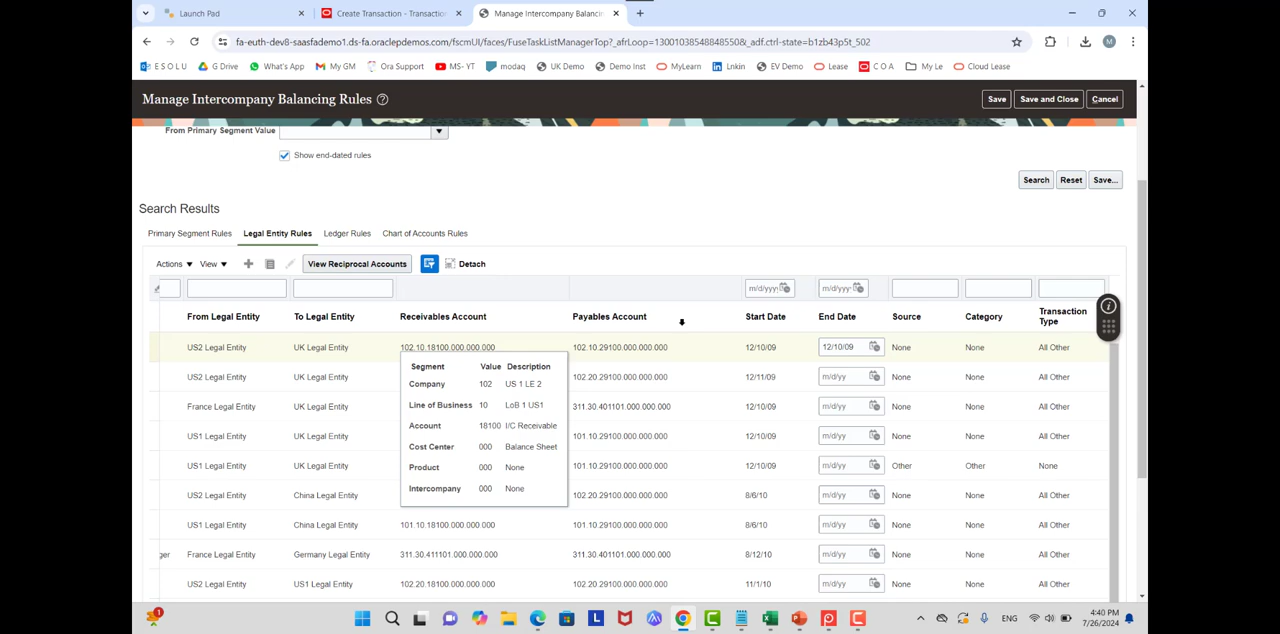 Launch Pad
Create Transaction - Transactio
Manage Intercompany Balancing
fa-euth-dev8-saasfademo1.ds-fa.oraclepdemos.com/fscmUI/faces/FuseTaskListManagerTop?_afrLoop=130010385488485508&_adf.ctrl-state=b1zb43p5t_502
E S O L U G Drive What's App My GM Ora Support MS- YT modaq UK Demo Demo Inst MyLearn Lnkin EV Demo Lease C O A My Le Cloud Lease
Manage Intercompany Balancing Rules
Save Save and Close Cancel
From Primary Segment Value
Show end-dated rules
Search Reset Save...
Search Results
Primary Segment Rules Legal Entity Rules Ledger Rules Chart of Accounts Rules
Actions View View Reciprocal Accounts Detach
m/d/yyy m/d/yyy
From Legal Entity To Legal Entity Receivables Account Payables Account Start Date End Date Source Category Transaction Type
US2 Legal Entity UK Legal Entity 102.10.18100.000.000.000 102.10.29100.000.000.000 12/10/09 12/10/09 None None All Other
US2 Legal Entity UK Legal Entity 102.20.29100.000.000.000 12/11/09 m/d/yy None None All Other
France Legal Entity UK Legal Entity 311.30.401101.000.000.000 12/10/09 m/d/yy None None All Other
US1 Legal Entity UK Legal Entity 101.10.29100.000.000.000 12/10/09 m/d/yy None None All Other
US1 Legal Entity UK Legal Entity 101.10.29100.000.000.000 12/10/09 m/d/yy Other Other None
US2 Legal Entity China Legal Entity 102.20.29100.000.000.000 8/6/10 m/d/yy None None All Other
US1 Legal Entity China Legal Entity 101.10.18100.000.000.000 101.10.29100.000.000.000 8/6/10 m/d/yy None None All Other
ger France Legal Entity Germany Legal Entity 311.30.411101.000.000.000 311.30.401101.000.000.000 8/12/10 m/d/yy None None All Other
US2 Legal Entity US1 Legal Entity 102.20.18100.000.000.000 102.20.29100.000.000.000 11/1/10 m/d/yy None None All Other
Segment Value Description
Company 102 US 1 LE 2
Line of Business 10 LoB 1 US1
Account 18100 I/C Receivable
Cost Center 000 Balance Sheet
Product 000 None
Intercompany 000 None
ENG
4:40 PM
7/26/2024